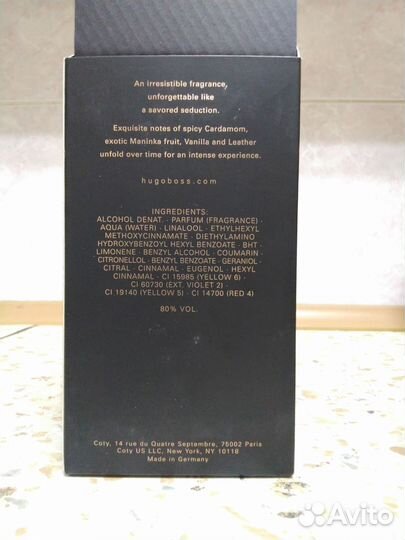 An irresistible fragrance,
unforgettable like
a savored seduction.
Exquisite notes of spicy Cardamom,
exotic Maninka fruit, Vanilla and Leather
unfold over time for an intense experience.
hugoboss.com
INGREDIENTS:
ALCOHOL DENAT. · PARFUM (FRAGRANCE) ·
AQUA (WATER) · LINALOOL · ETHYLHEXYL
METHOXYCINNAMATE · DIETHYLAMINO
HYDROXYBENZOYL HEXYL BENZOATE · BHT ·
LIMONENE · BENZYL ALCOHOL · COUMARIN ·
CITRONELLOL · BENZYL BENZOATE · GERANIOL ·
CITRAL · CINNAMAL · EUGENOL · HEXYL
CINNAMAL · CI 15985 (YELLOW 6) ·
CI 60730 (EXT. VIOLET 2) ·
CI 19140 (YELLOW 5) · CI 14700 (RED 4)
80% VOL.
Coty, 14 rue du Quatre Septembre, 75002 Paris
Coty US LLC, New York, NY 10118
Made in Germany
Avito